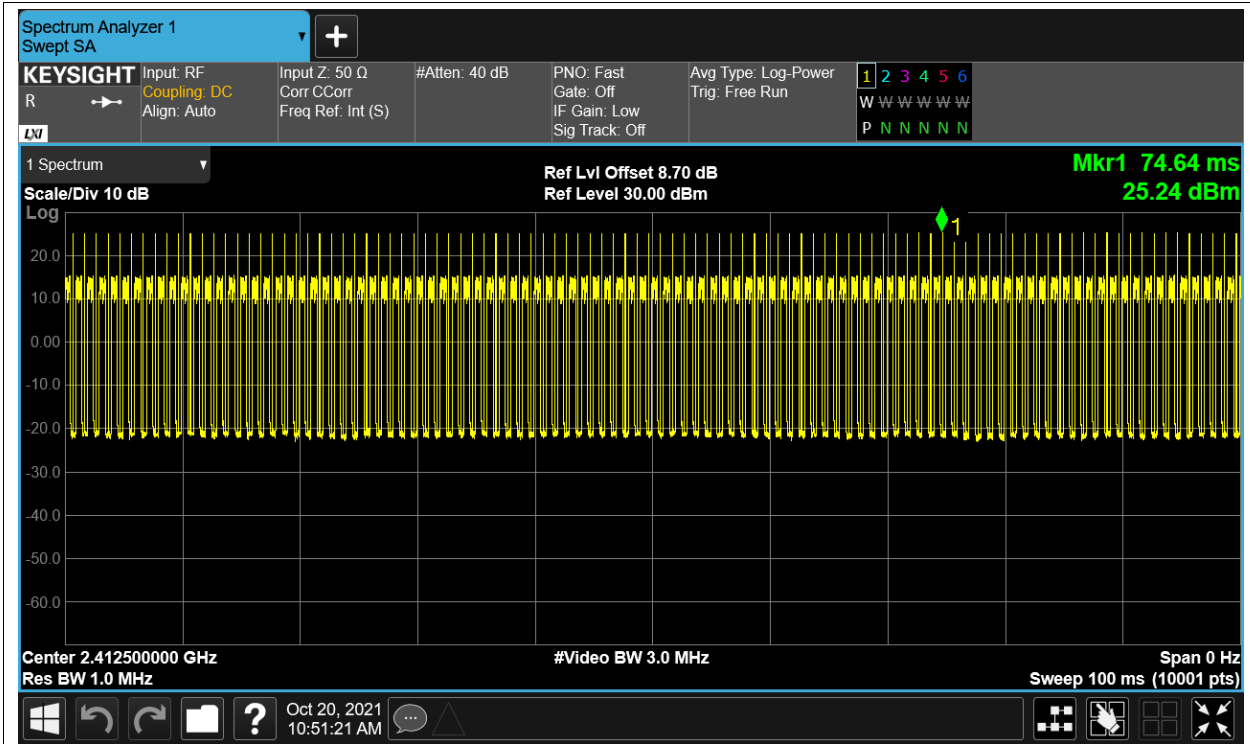 Spectrum Analyzer 1
Swept SA
KEYSIGHT
R
LXI
Input: RF
Coupling: DC
Align: Auto
Input Z: 50 Ω
Corr CCorr
Freq Ref: Int (S)
#Atten: 40 dB
PNO: Fast
Gate: Off
IF Gain: Low
Sig Track: Off
Avg Type: Log-Power
Trig: Free Run
1 2 3 4 5 6
W W W W W W
P N N N N N
1 Spectrum
Scale/Div 10 dB
Ref Lvl Offset 8.70 dB
Ref Level 30.00 dBm
Mkr1 74.64 ms
25.24 dBm
Log
1
20.0
10.0
0.00
-10.0
-20.0
-30.0
-40.0
-50.0
-60.0
Center 2.412500000 GHz
Res BW 1.0 MHz
#Video BW 3.0 MHz
Span 0 Hz
Sweep 100 ms (10001 pts)
?
Oct 20, 2021
10:51:21 AM